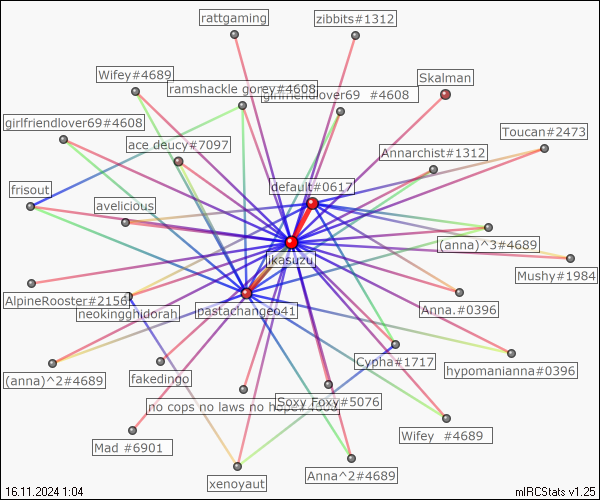 rattgaming
zibbits#1312
Wifey#4689
Skalman
ramshackle gorey#4608
girlfriendlover69 #4608
girlfriendlover69#4608
Toucan#2473
ace deucy#7097
Annarchist#1312
frisout
default#0617
avelicious
(anna)^3#4689
ikasuzu
Mushy#1984
AlpineRooster#2156
neokingghidorah
pastachangeo41
Anna.#0396
Cypha#1717
hypomanianna#0396
(anna)^2#4689
fakedingo
no cops no laws no hope#4608
Soxy Foxy#5076
Mad #6901
Wifey #4689
xenoyaut
Anna^2#4689
16.11.2024 1:04
mIRCStats v1.25